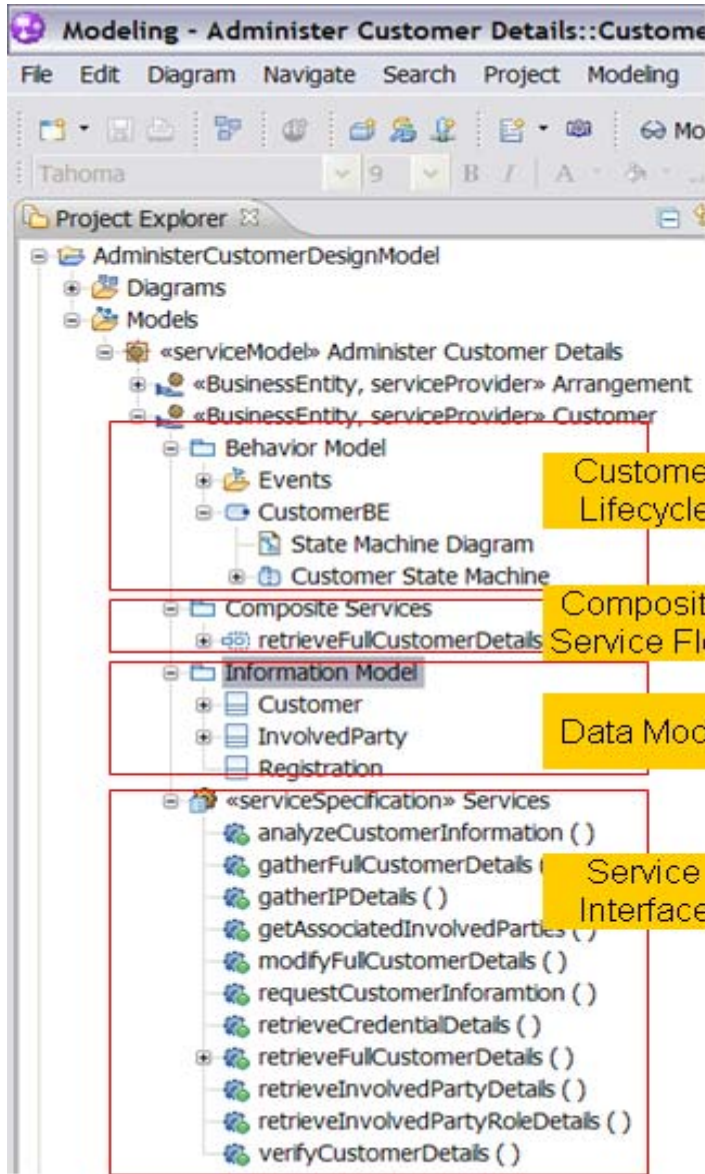 Modeling - Administer Customer Details::Custome
File Edit Diagram Navigate Search Project Modeling
Mo
Tahoma 9 B I A
Project Explorer
AdministerCustomerDesignModel
Diagrams
Models
«serviceModel» Administer Customer Details
«BusinessEntity, serviceProvider» Arrangement
«BusinessEntity, serviceProvider» Customer
Behavior Model
Events
CustomerBE
State Machine Diagram
Customer State Machine
Custome
Lifecycle
Composite Services
retrieveFullCustomerDetails
Composit
Service Fl
Information Model
Customer
InvolvedParty
Registration
Data Mod
«serviceSpecification» Services
analyzeCustomerInformation ( )
gatherFullCustomerDetails (
gatherIPDetails ( )
getAssociatedInvolvedParties ( )
modifyFullCustomerDetails ( )
requestCustomerInforamtion ( )
retrieveCredentialDetails ( )
retrieveFullCustomerDetails ( )
retrieveInvolvedPartyDetails ( )
retrieveInvolvedPartyRoleDetails ( )
verifyCustomerDetails ( )
Service
Interface